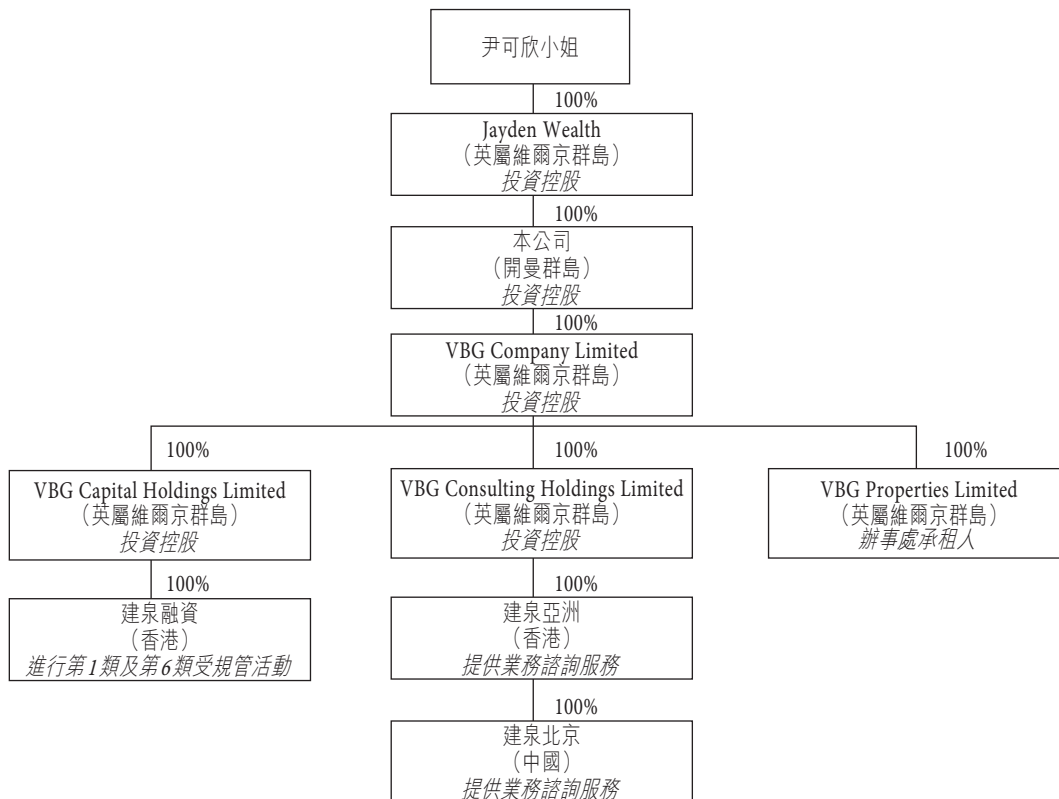 尹可欣小姐
100%
Jayden Wealth
（英屬維爾京群島）
投資控股
100%
本公司
（開曼群島）
投資控股
100%
VBG Company Limited
（英屬維爾京群島）
投資控股
100%
100%
100%
VBG Capital Holdings Limited
（英屬維爾京群島）
投資控股
VBG Consulting Holdings Limited
（英屬維爾京群島）
投資控股
VBG Properties Limited
（英屬維爾京群島）
辦事處承租人
100%
100%
建泉融資
（香港）
進行第1類及第6類受規管活動
建泉亞洲
（香港）
提供業務諮詢服務
100%
建泉北京
（中國）
提供業務諮詢服務